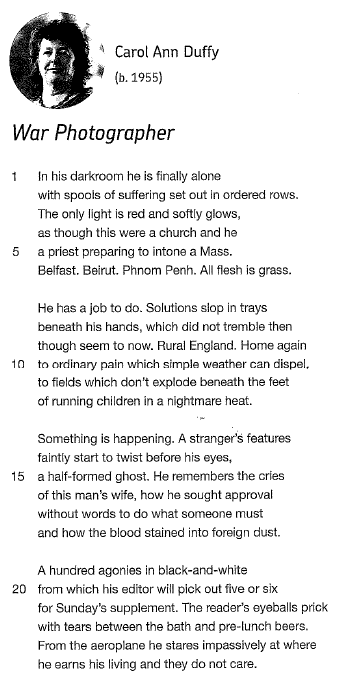 Carol Ann Duffy
(b. 1955)
War Photographer
1 In his darkroom he is finally alone
with spools of suffering set out in ordered rows.
The only light is red and softly glows,
as though this were a church and he
5 a priest preparing to intone a Mass.
Belfast. Beirut. Phnom Penh. All flesh is grass.
He has a job to do. Solutions slop in trays
beneath his hands, which did not tremble then
though seem to now. Rural England. Home again
10 to ordinary pain which simple weather can dispel,
to fields which don't explode beneath the feet
of running children in a nightmare heat.
Something is happening. A stranger's features
faintly start to twist before his eyes,
15 a half-formed ghost. He remembers the cries
of this man's wife, how he sought approval
without words to do what someone must
and how the blood stained into foreign dust.
A hundred agonies in black-and-white
20 from which his editor will pick out five or six
for Sunday's supplement. The reader's eyeballs prick
with tears between the bath and pre-lunch beers.
From the aeroplane he stares impassively at where
he earns his living and they do not care.